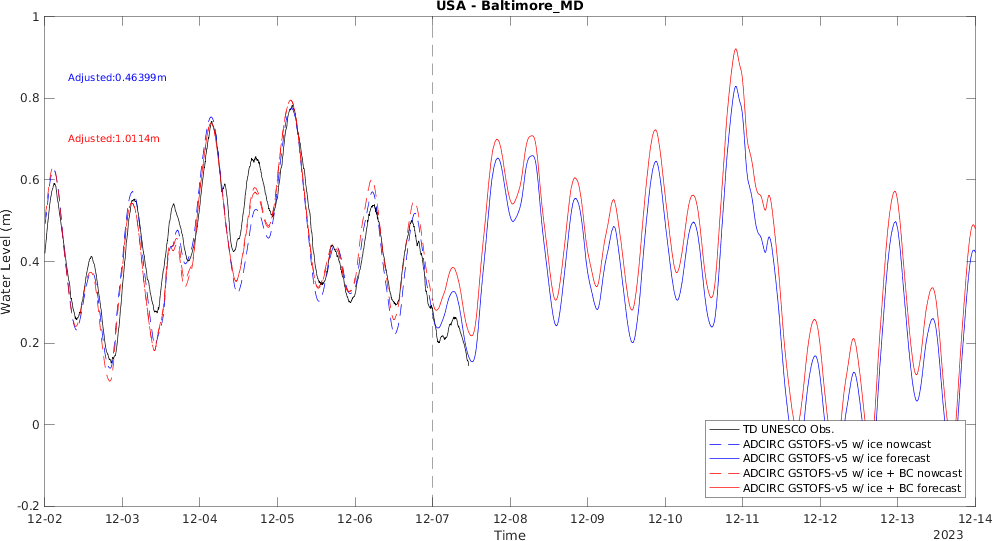 USA - Baltimore_MD
1
Adjusted:0.46399m
0.8
Adjusted:1.0114m
0.6
Water Level (m)
0.4
0.2
0
TD UNESCO Obs.
ADCIRC GSTOFS-v5 w/ ice nowcast
ADCIRC GSTOFS-v5 w/ ice forecast
ADCIRC GSTOFS-v5 w/ ice + BC nowcast
ADCIRC GSTOFS-v5 w/ ice + BC forecast
-0.2
12-02 12-03 12-04 12-05 12-06 12-07 12-08 12-09 12-10 12-11 12-12 12-13 12-14
Time
2023